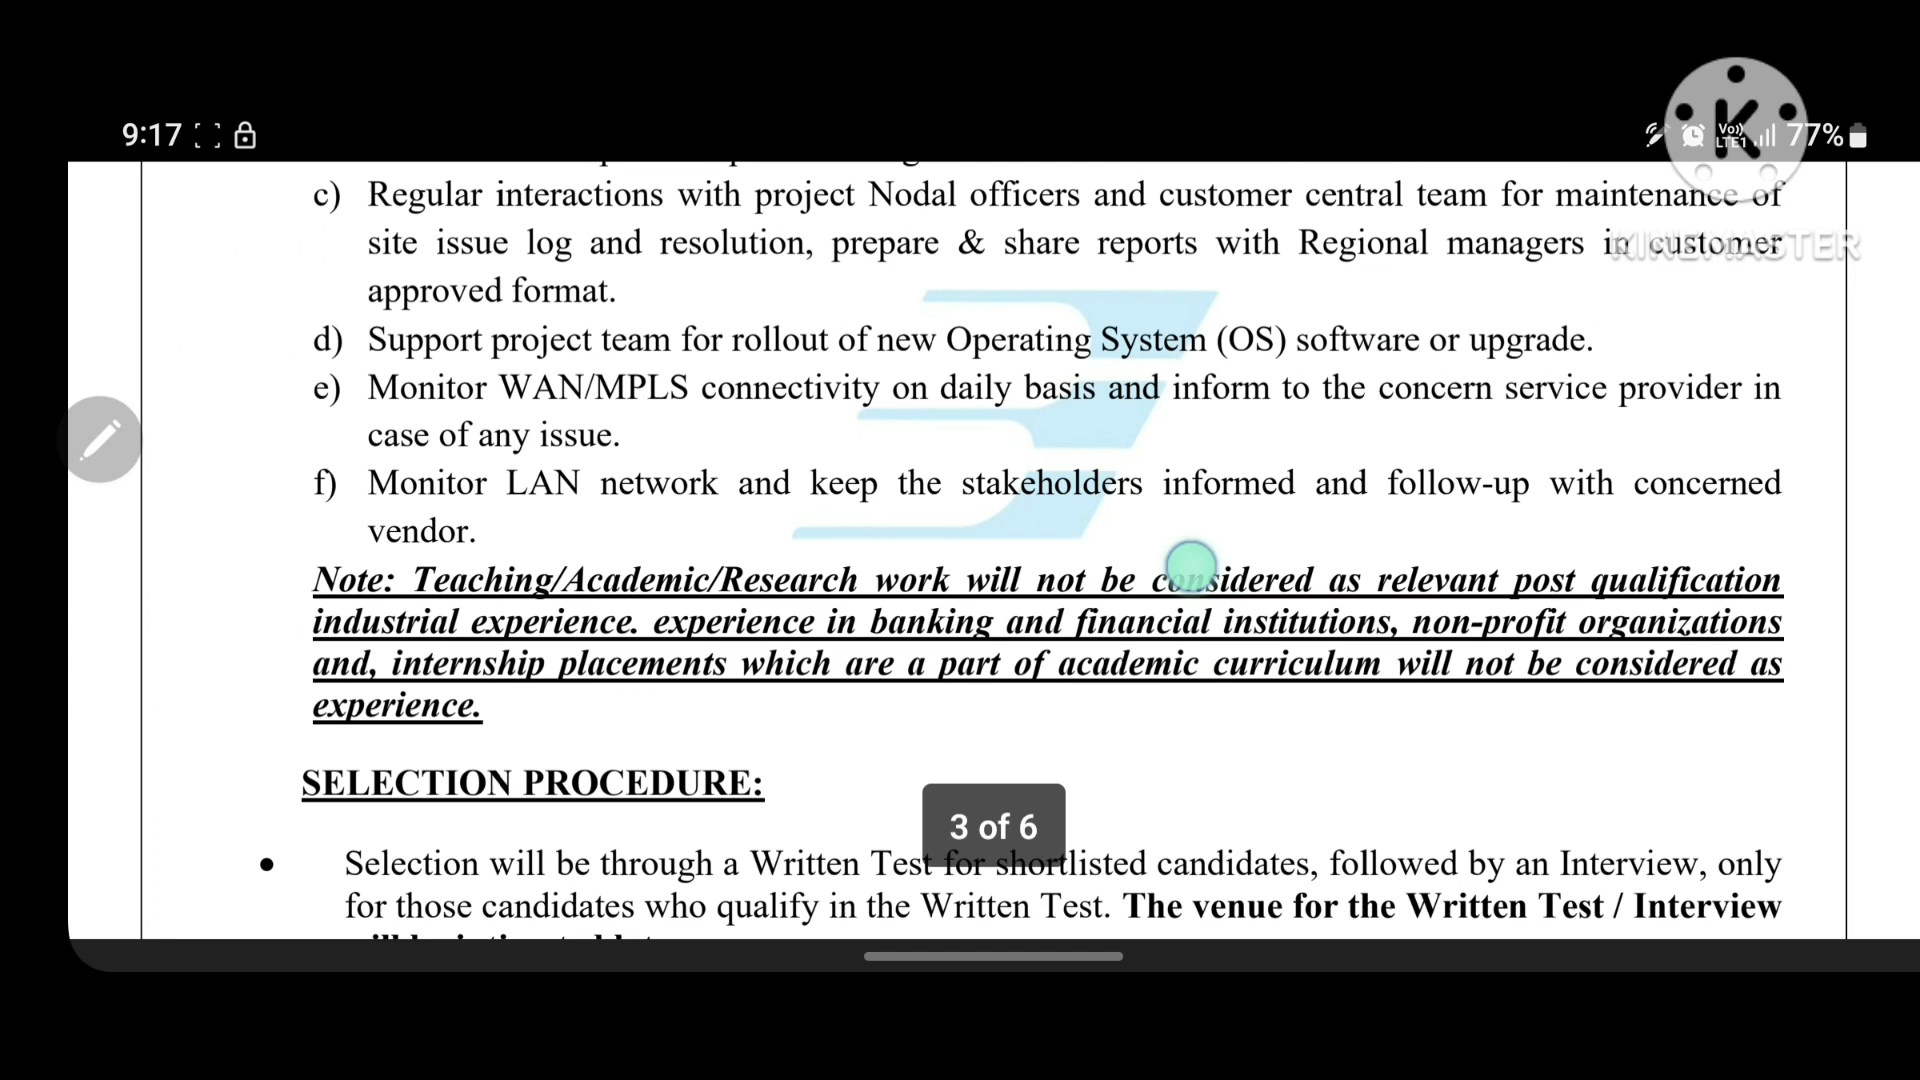 9:17
Vo)) LTE1 77%
K
KINEMASTER
c) Regular interactions with project Nodal officers and customer central team for maintenance of
site issue log and resolution, prepare & share reports with Regional managers in customer
approved format.
d) Support project team for rollout of new Operating System (OS) software or upgrade.
e) Monitor WAN/MPLS connectivity on daily basis and inform to the concern service provider in
case of any issue.
f) Monitor LAN network and keep the stakeholders informed and follow-up with concerned
vendor.
Note: Teaching/Academic/Research work will not be considered as relevant post qualification
industrial experience. experience in banking and financial institutions, non-profit organizations
and, internship placements which are a part of academic curriculum will not be considered as
experience.
SELECTION PROCEDURE:
3 of 6
• Selection will be through a Written Test for shortlisted candidates, followed by an Interview, only
for those candidates who qualify in the Written Test. The venue for the Written Test / Interview